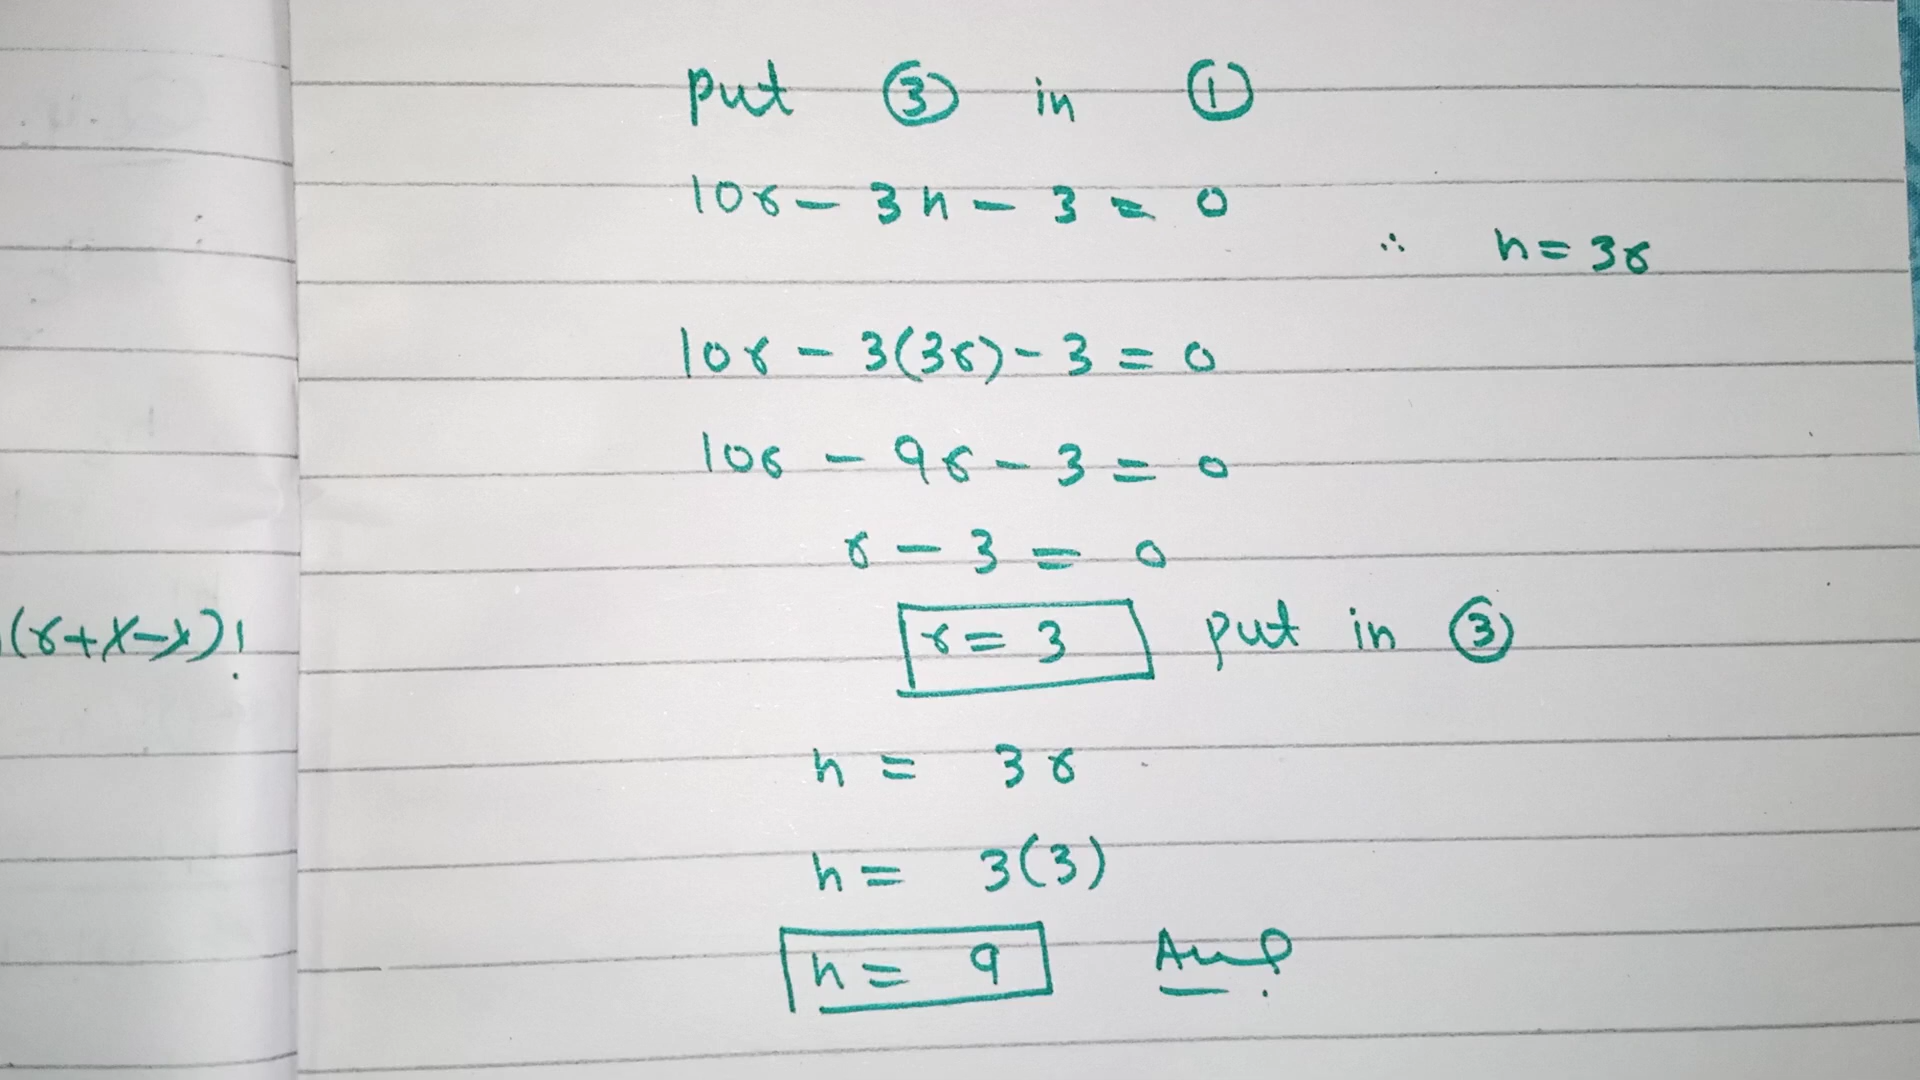 put ③ in ①
10r - 3n - 3 = 0
∴ n = 3r
10r - 3(3r) - 3 = 0
10r - 9r - 3 = 0
r - 3 = 0
(r+x-x)!
r = 3 put in ③
n = 3r
n = 3(3)
n = 9 Ans.